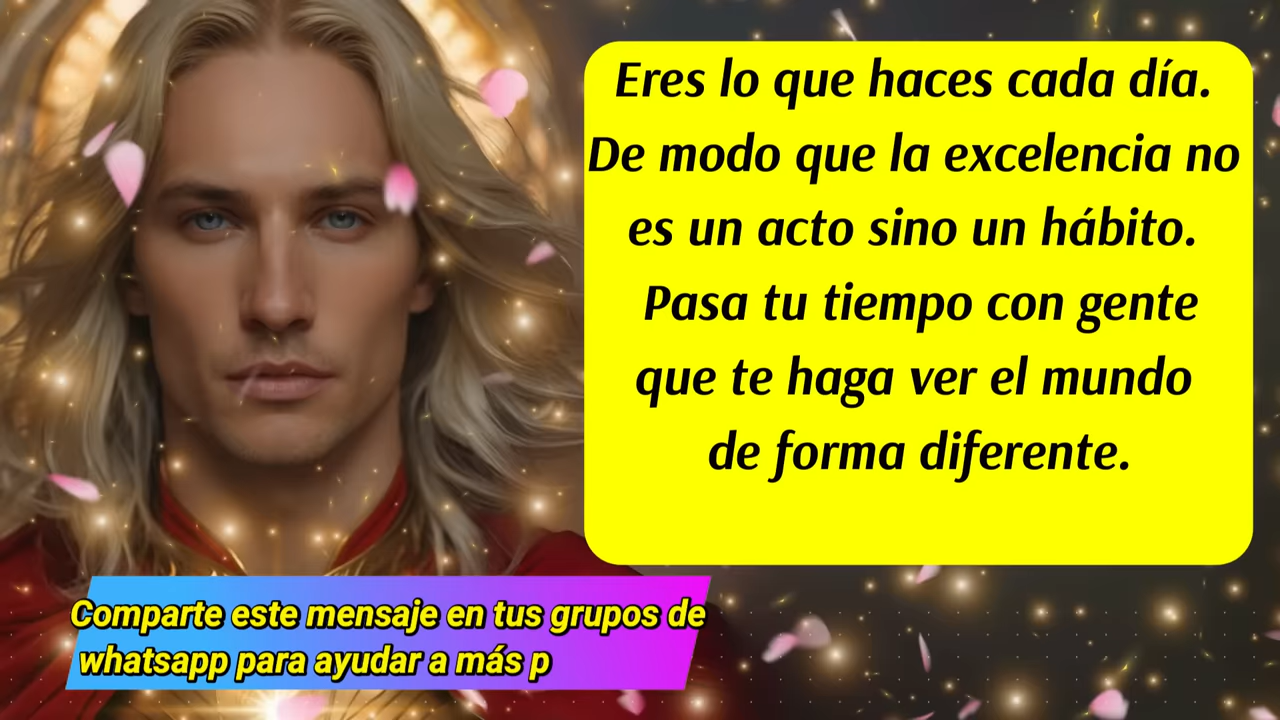 Eres lo que haces cada día.
De modo que la excelencia no
es un acto sino un hábito.
Pasa tu tiempo con gente
que te haga ver el mundo
de forma diferente.
Comparte este mensaje en tus grupos de
whatsapp para ayudar a más p